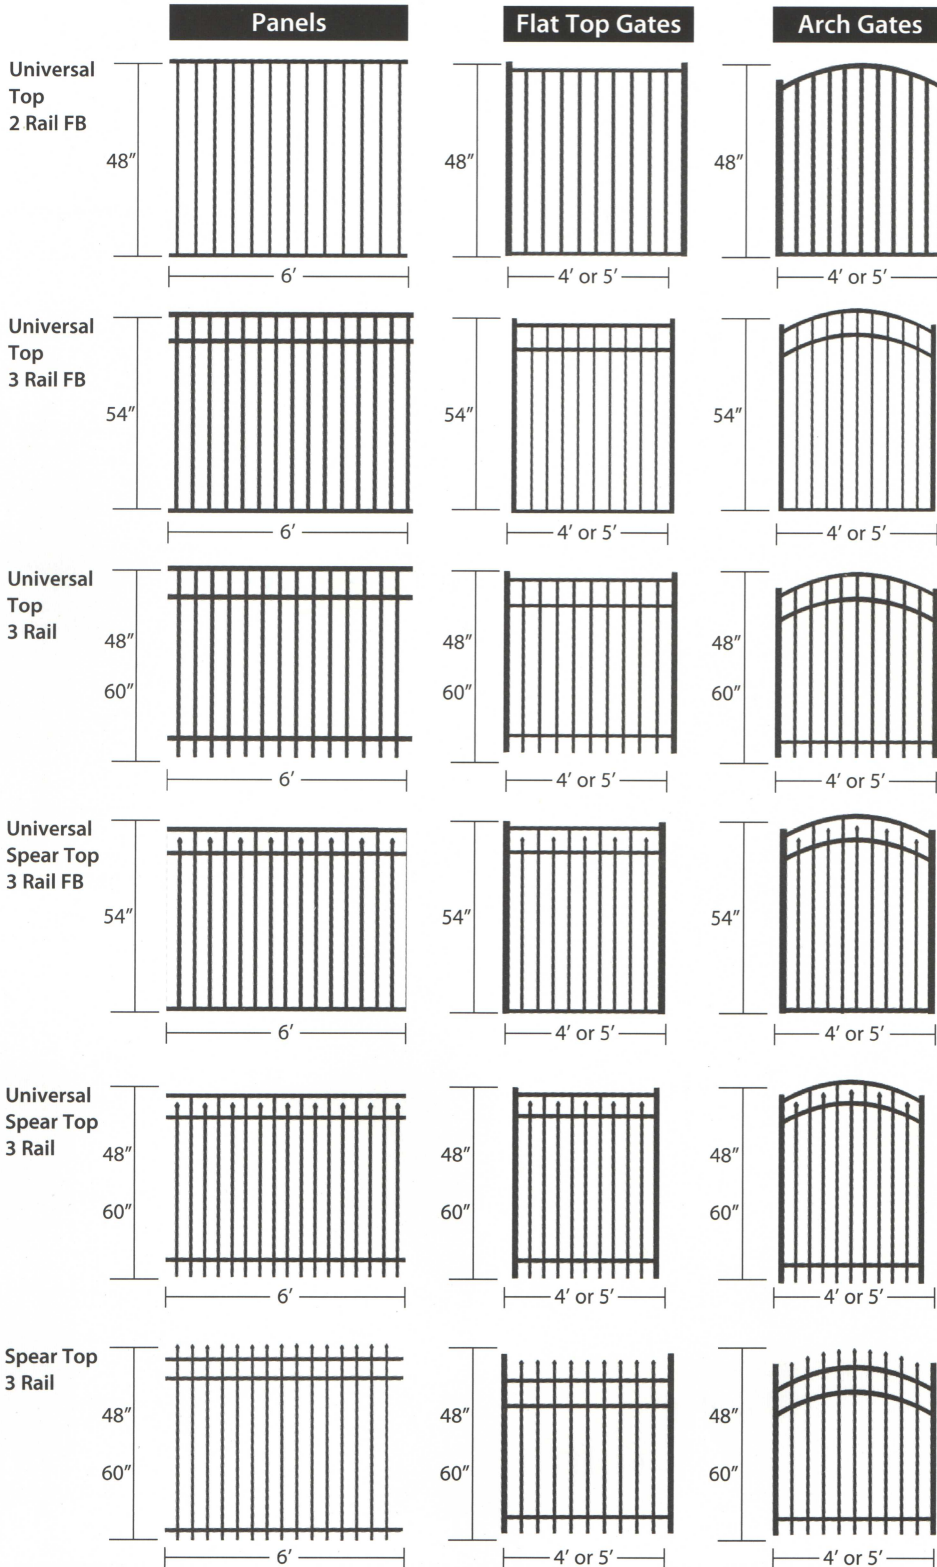 Panels
Flat Top Gates
Arch Gates
Universal
Top
2 Rail FB
48″
6′
48″
4′ or 5′
48″
4′ or 5′
Universal
Top
3 Rail FB
54″
6′
54″
4′ or 5′
54″
4′ or 5′
Universal
Top
3 Rail
48″
60″
6′
48″
60″
4′ or 5′
48″
60″
4′ or 5′
Universal
Spear Top
3 Rail FB
54″
6′
54″
4′ or 5′
54″
4′ or 5′
Universal
Spear Top
3 Rail
48″
60″
6′
48″
60″
4′ or 5′
48″
60″
4′ or 5′
Spear Top
3 Rail
48″
60″
6′
48″
60″
4′ or 5′
48″
60″
4′ or 5′